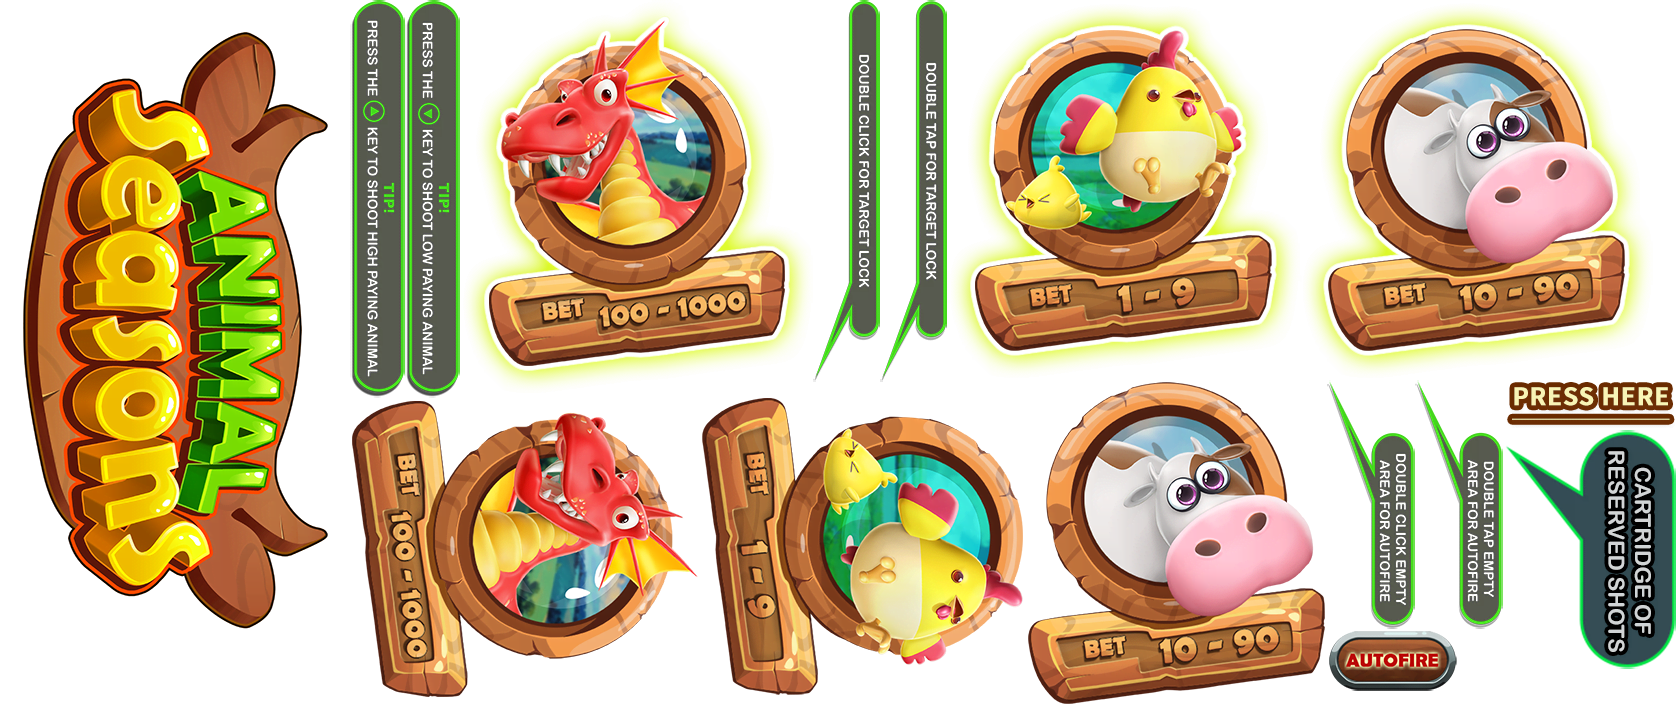 ANIMAL
Seasons
TIP!
PRESS THE KEY TO SHOOT HIGH PAYING ANIMAL
TIP!
PRESS THE KEY TO SHOOT LOW PAYING ANIMAL
BET 100 - 1000
DOUBLE CLICK FOR TARGET LOCK
DOUBLE TAP FOR TARGET LOCK
BET 1 - 9
BET 10 - 90
BET 100 - 1000
BET 1 - 9
BET 10 - 90
DOUBLE CLICK EMPTY
AREA FOR AUTOFIRE
DOUBLE TAP EMPTY
AREA FOR AUTOFIRE
PRESS HERE
CARTRIDGE OF
RESERVED SHOTS
AUTOFIRE